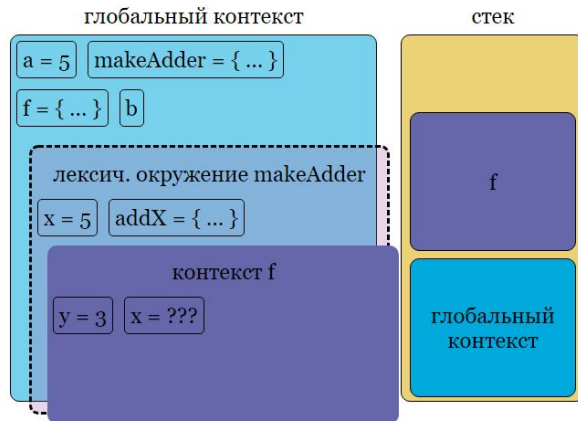 глобальный контекст
стек
a = 5
makeAdder = { ... }
f = { ... }
b
лексич. окружение makeAdder
x = 5
addX = { ... }
контекст f
y = 3
x = ???
f
глобальный
контекст